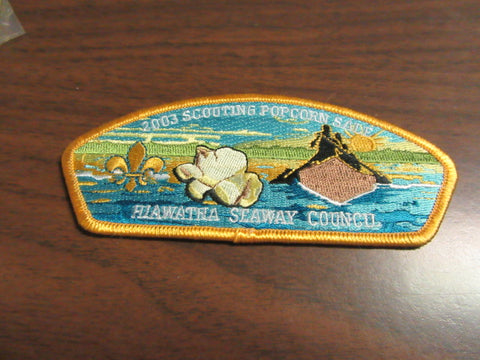 2003 SCOUTING POPCORN SALE
HIAWATHA SEAWAY COUNCIL